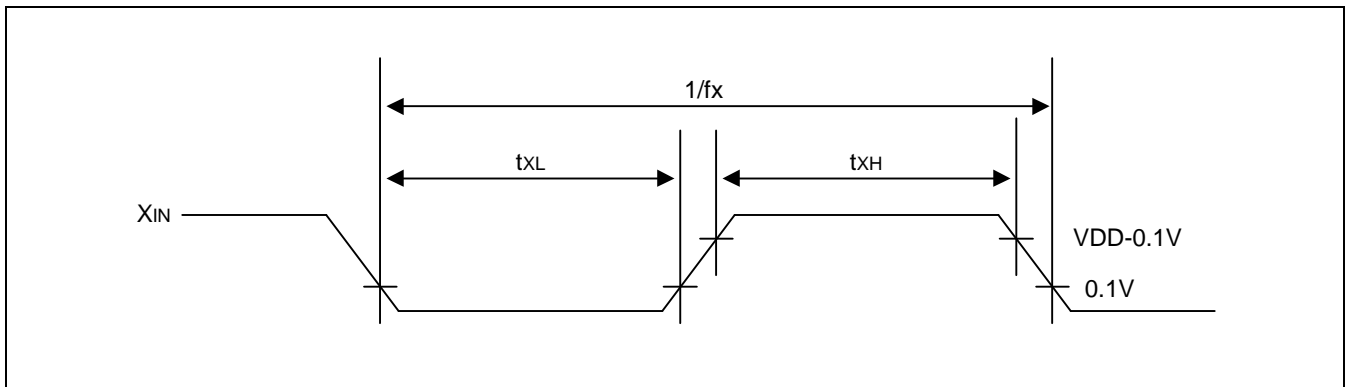 1/fx
tXL
tXH
XIN
VDD-0.1V
0.1V